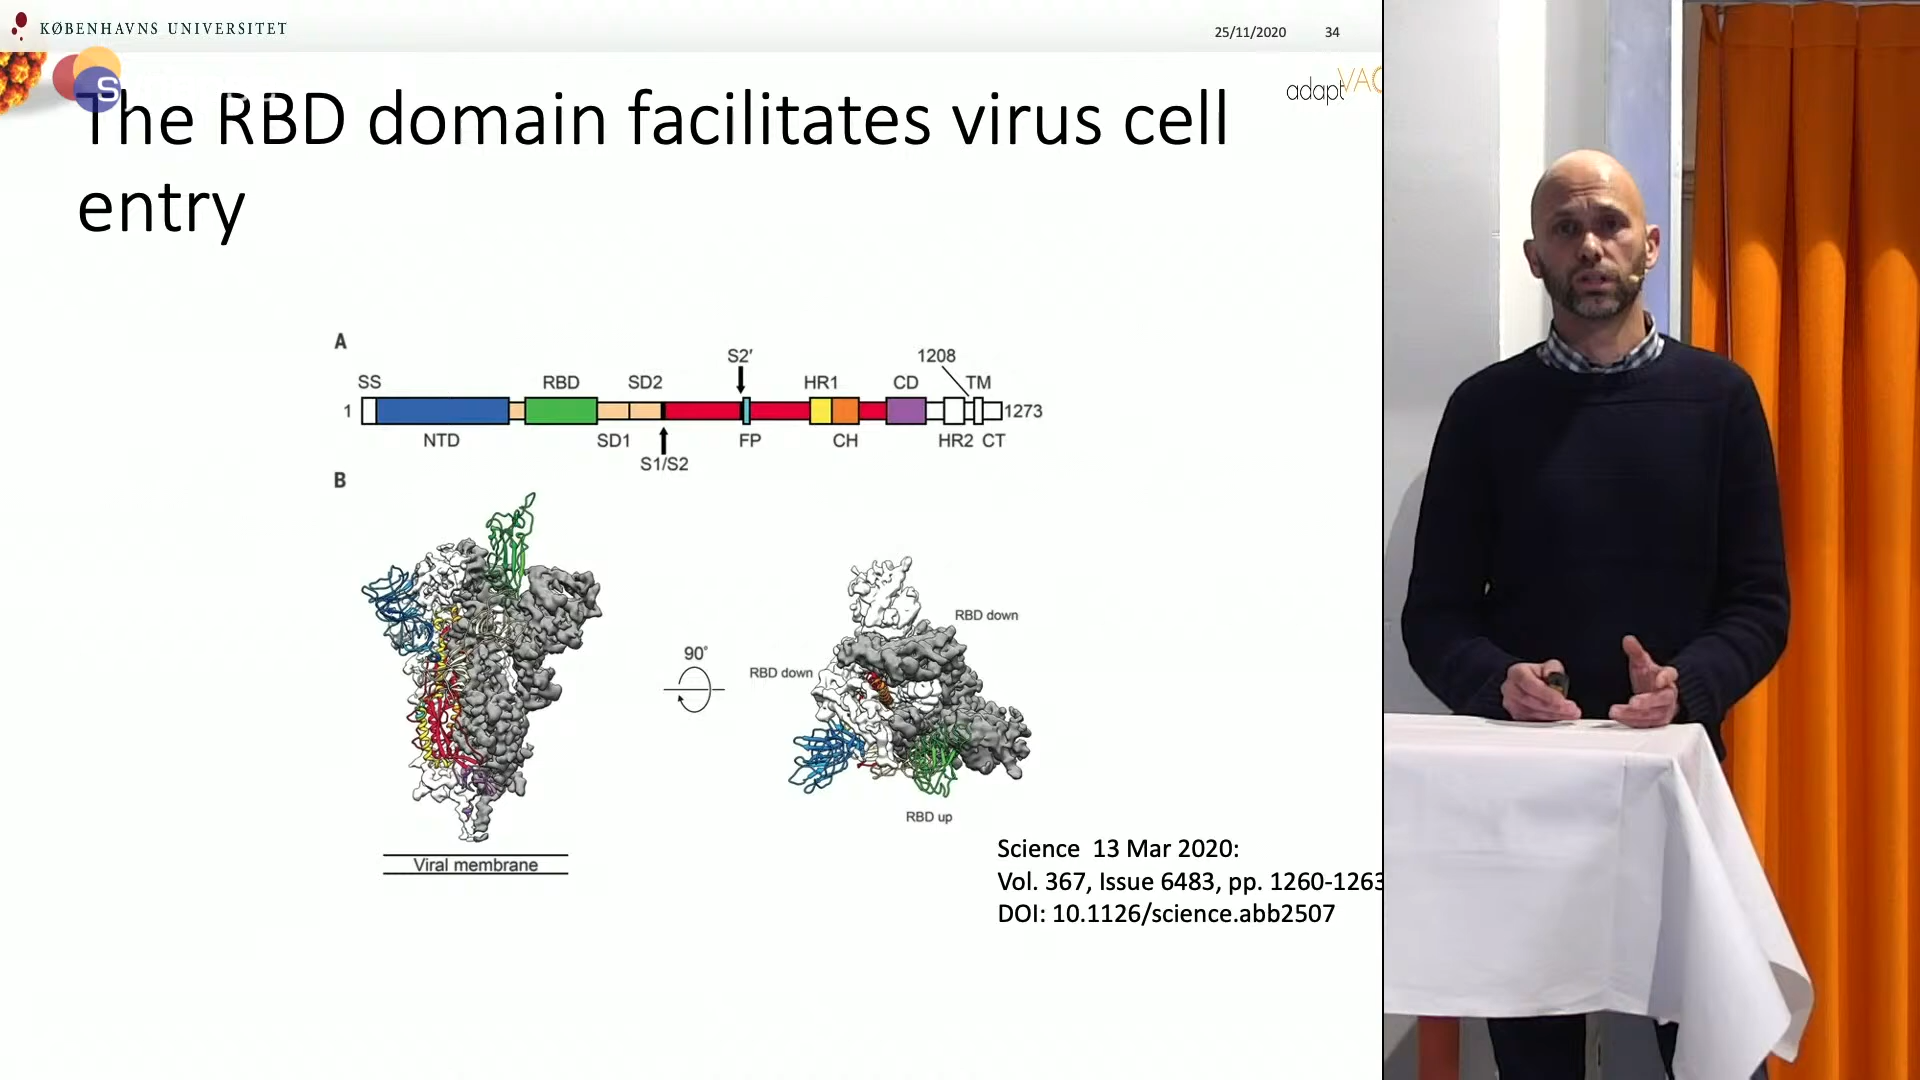 KØBENHAVNS UNIVERSITET
25/11/2020 34
adaptVAC
The RBD domain facilitates virus cell
entry
A
S2′ 1208
SS RBD SD2 HR1 CD TM
1 1273
NTD SD1 FP CH HR2 CT
S1/S2
B
RBD down
90°
RBD down
RBD up
Viral membrane
Science 13 Mar 2020:
Vol. 367, Issue 6483, pp. 1260-1263
DOI: 10.1126/science.abb2507